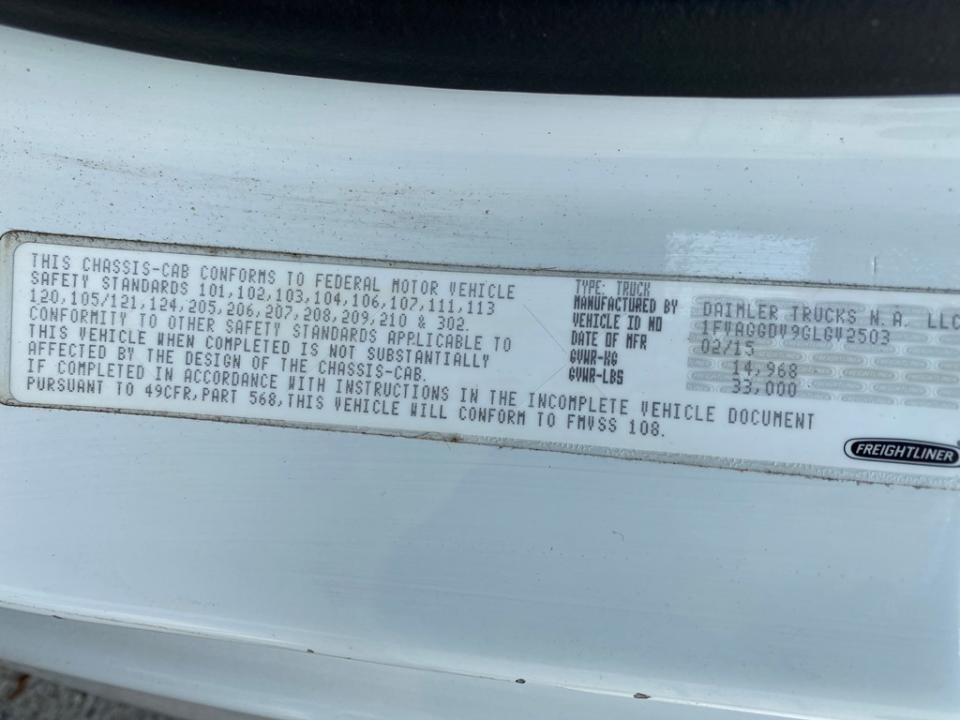 THIS CHASSIS-CAB CONFORMS TO FEDERAL MOTOR VEHICLE
SAFETY STANDARDS 101,102,103,104,106,107,111,113
120,105/121,124,205,206,207,208,209,210 & 302.
CONFORMITY TO OTHER SAFETY STANDARDS APPLICABLE TO
THIS VEHICLE WHEN COMPLETED IS NOT SUBSTANTIALLY
AFFECTED BY THE DESIGN OF THE CHASSIS-CAB.
IF COMPLETED IN ACCORDANCE WITH INSTRUCTIONS IN THE INCOMPLETE VEHICLE DOCUMENT
PURSUANT TO 49CFR,PART 568,THIS VEHICLE WILL CONFORM TO FMVSS 108.
TYPE: TRUCK
MANUFACTURED BY DAIMLER TRUCKS N.A. LLC
VEHICLE ID NO
DATE OF MFR 02/15
GVWR-KG 14,968
GVWR-LBS 33,000
FREIGHTLINER